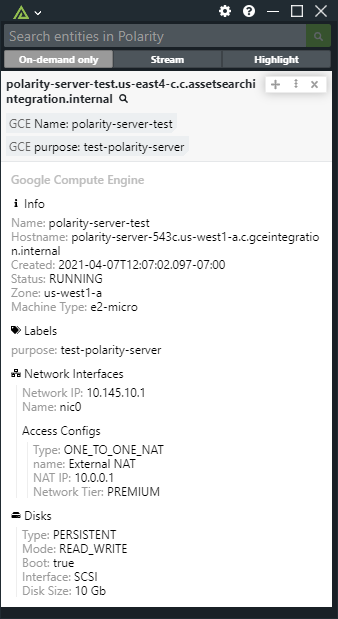 Search entities in Polarity
On-demand only
Stream
Highlight
polarity-server-test.us-east4-c.c.assetsearchi
ntegration.internal
GCE Name: polarity-server-test
GCE purpose: test-polarity-server
Google Compute Engine
Info
Name: polarity-server-test
Hostname: polarity-server-543c.us-west1-a.c.gceintegratio
n.internal
Created: 2021-04-07T12:07:02.097-07:00
Status: RUNNING
Zone: us-west1-a
Machine Type: e2-micro
Labels
purpose: test-polarity-server
Network Interfaces
Network IP: 10.145.10.1
Name: nic0
Access Configs
Type: ONE_TO_ONE_NAT
name: External NAT
NAT IP: 10.0.0.1
Network Tier: PREMIUM
Disks
Type: PERSISTENT
Mode: READ_WRITE
Boot: true
Interface: SCSI
Disk Size: 10 Gb